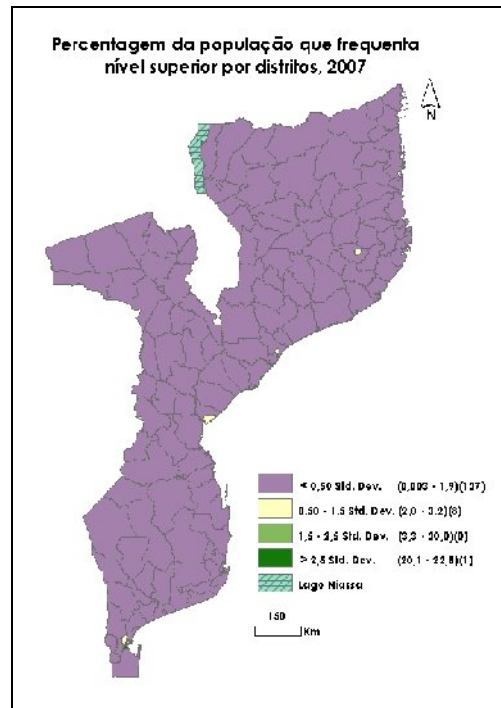 Percentagem da população que frequenta
nível superior por distritos, 2007
N
< 0,50 Std. Dev. (0,003 - 1,9)(137)
0.50 - 1.5 Std. Dev. (2,0 - 3.2)(8)
1,5 - 2,5 Std. Dev. (3,3 - 20,0)(0)
> 2,5 Std. Dev. (20,1 - 22,8)(1)
Lago Niassa
150
Km